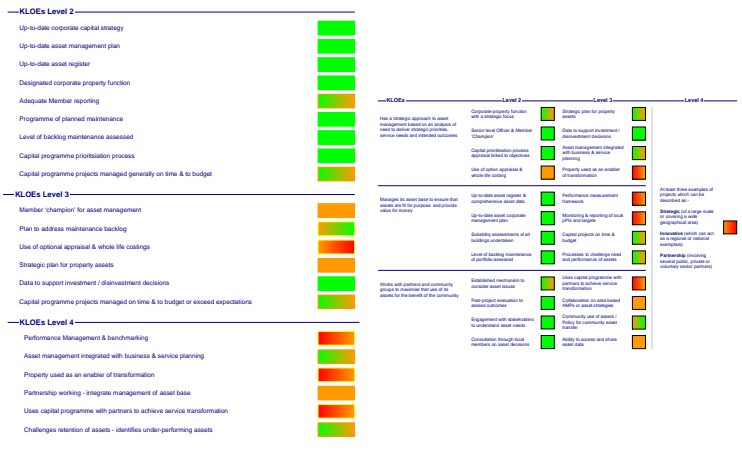 KLOEs Level 2
Up-to-date corporate capital strategy
Up-to-date asset management plan
Up-to-date asset register
Designated corporate property function
Adequate Member reporting
Programme of planned maintenance
Level of backlog maintenance assessed
Capital programme prioritsiation process
Capital programme projects managed generally on time & to budget
KLOEs Level 3
Member 'champion' for asset management
Plan to address maintenance backlog
Use of optional appraisal & whole life costings
Strategic plan for property assets
Data to support investment / disinvestment decisions
Capital programme projects managed on time & to budget or exceed expectations
KLOEs Level 4
Performance Management & benchmarking
Asset management integrated with business & service planning
Property used as an enabler of transformation
Partnership working - integrate management of asset base
Uses capital programme with partners to achieve service transformation
Challenges retention of assets - identifies under-performing assets
KLOEs
Level 2
Level 3
Level 4
Has a strategic approach to asset
management based on an analysis of
need to deliver strategic priorities,
service needs and intended outcomes
Corporate property function
with a strategic focus
Senior level Officer & Member
'Champion'
Capital prioritisation process
appraisal linked to objectives
Use of option appraisal &
whole life costing
Strategic plan for property
assets
Data to support investment /
disinvestment decisions
Asset management integrated
with business & service
planning
Property used as an enabler
of transformation
Manages its asset base to ensure that
assets are fit for purpose and provide
value for money
Up-to-date asset register &
comprehensive asset data
Up-to-date asset corporate
management plan
Suitability assessments of all
buildings undertaken
Level of backlog maintenance
of portfolio assessed
Performance measurement
framework
Monitoring & reporting of local
pPIs and targets
Capital projects on time &
budget
Processes to challenge need
and performance of assets
At least three examples of
projects which can be
described as:-
Strategic (of a large scale
or covering a wide
geographical area)
Innovative (which can act
as a regional or national
exemplars)
Partnership (involving
several public, private or
voluntary sector partners)
Works with partners and community
groups to maximise that use of its
assets for the benefit of the community
Established mechanism to
consider asset issues
Post-project evaluation to
assess outcomes
Engagement with stakeholders
to understand asset needs
Consultation through local
members on asset decisions
Uses capital programme with
partners to achieve service
transformation
Collaboration on area based
AMPs or asset strategies
Community use of assets /
Policy for community asset
transfer
Ability to access and share
asset data